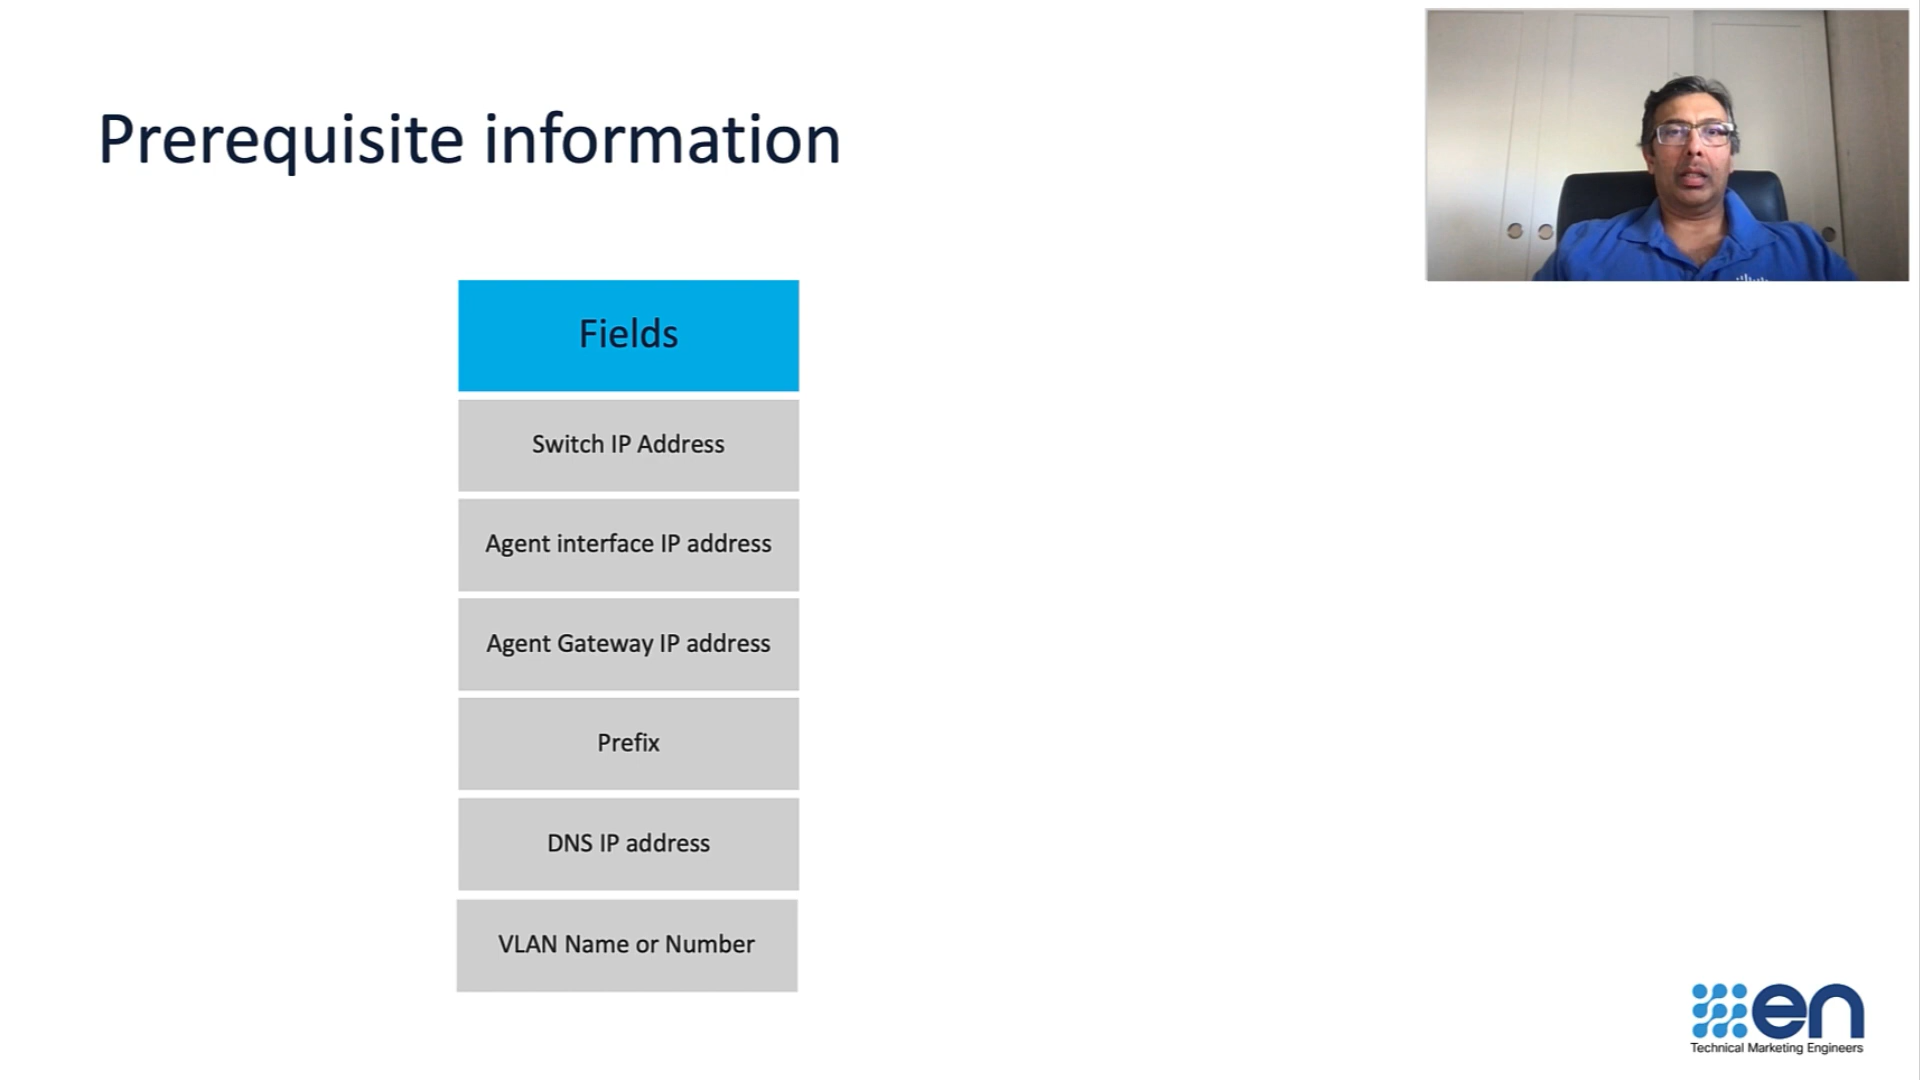 Prerequisite information
Fields
Switch IP Address
Agent interface IP address
Agent Gateway IP address
Prefix
DNS IP address
VLAN Name or Number
en
Technical Marketing Engineers